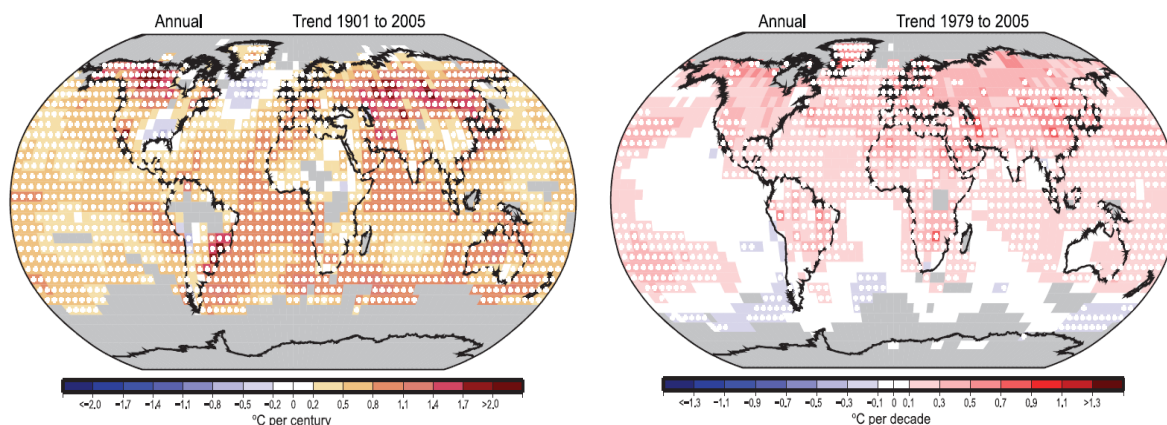 Annual Trend 1901 to 2005
<-2,0 -1,7 -1,4 -1,1 -0,8 -0,5 -0,2 0 0,2 0,5 0,8 1,1 1,4 1,7 >2,0
ºC per century
Annual Trend 1979 to 2005
<-1,3 -1,1 -0,9 -0,7 -0,5 -0,3 -0,1 0 0,1 0,3 0,5 0,7 0,9 1,1 >1,3
ºC per decade